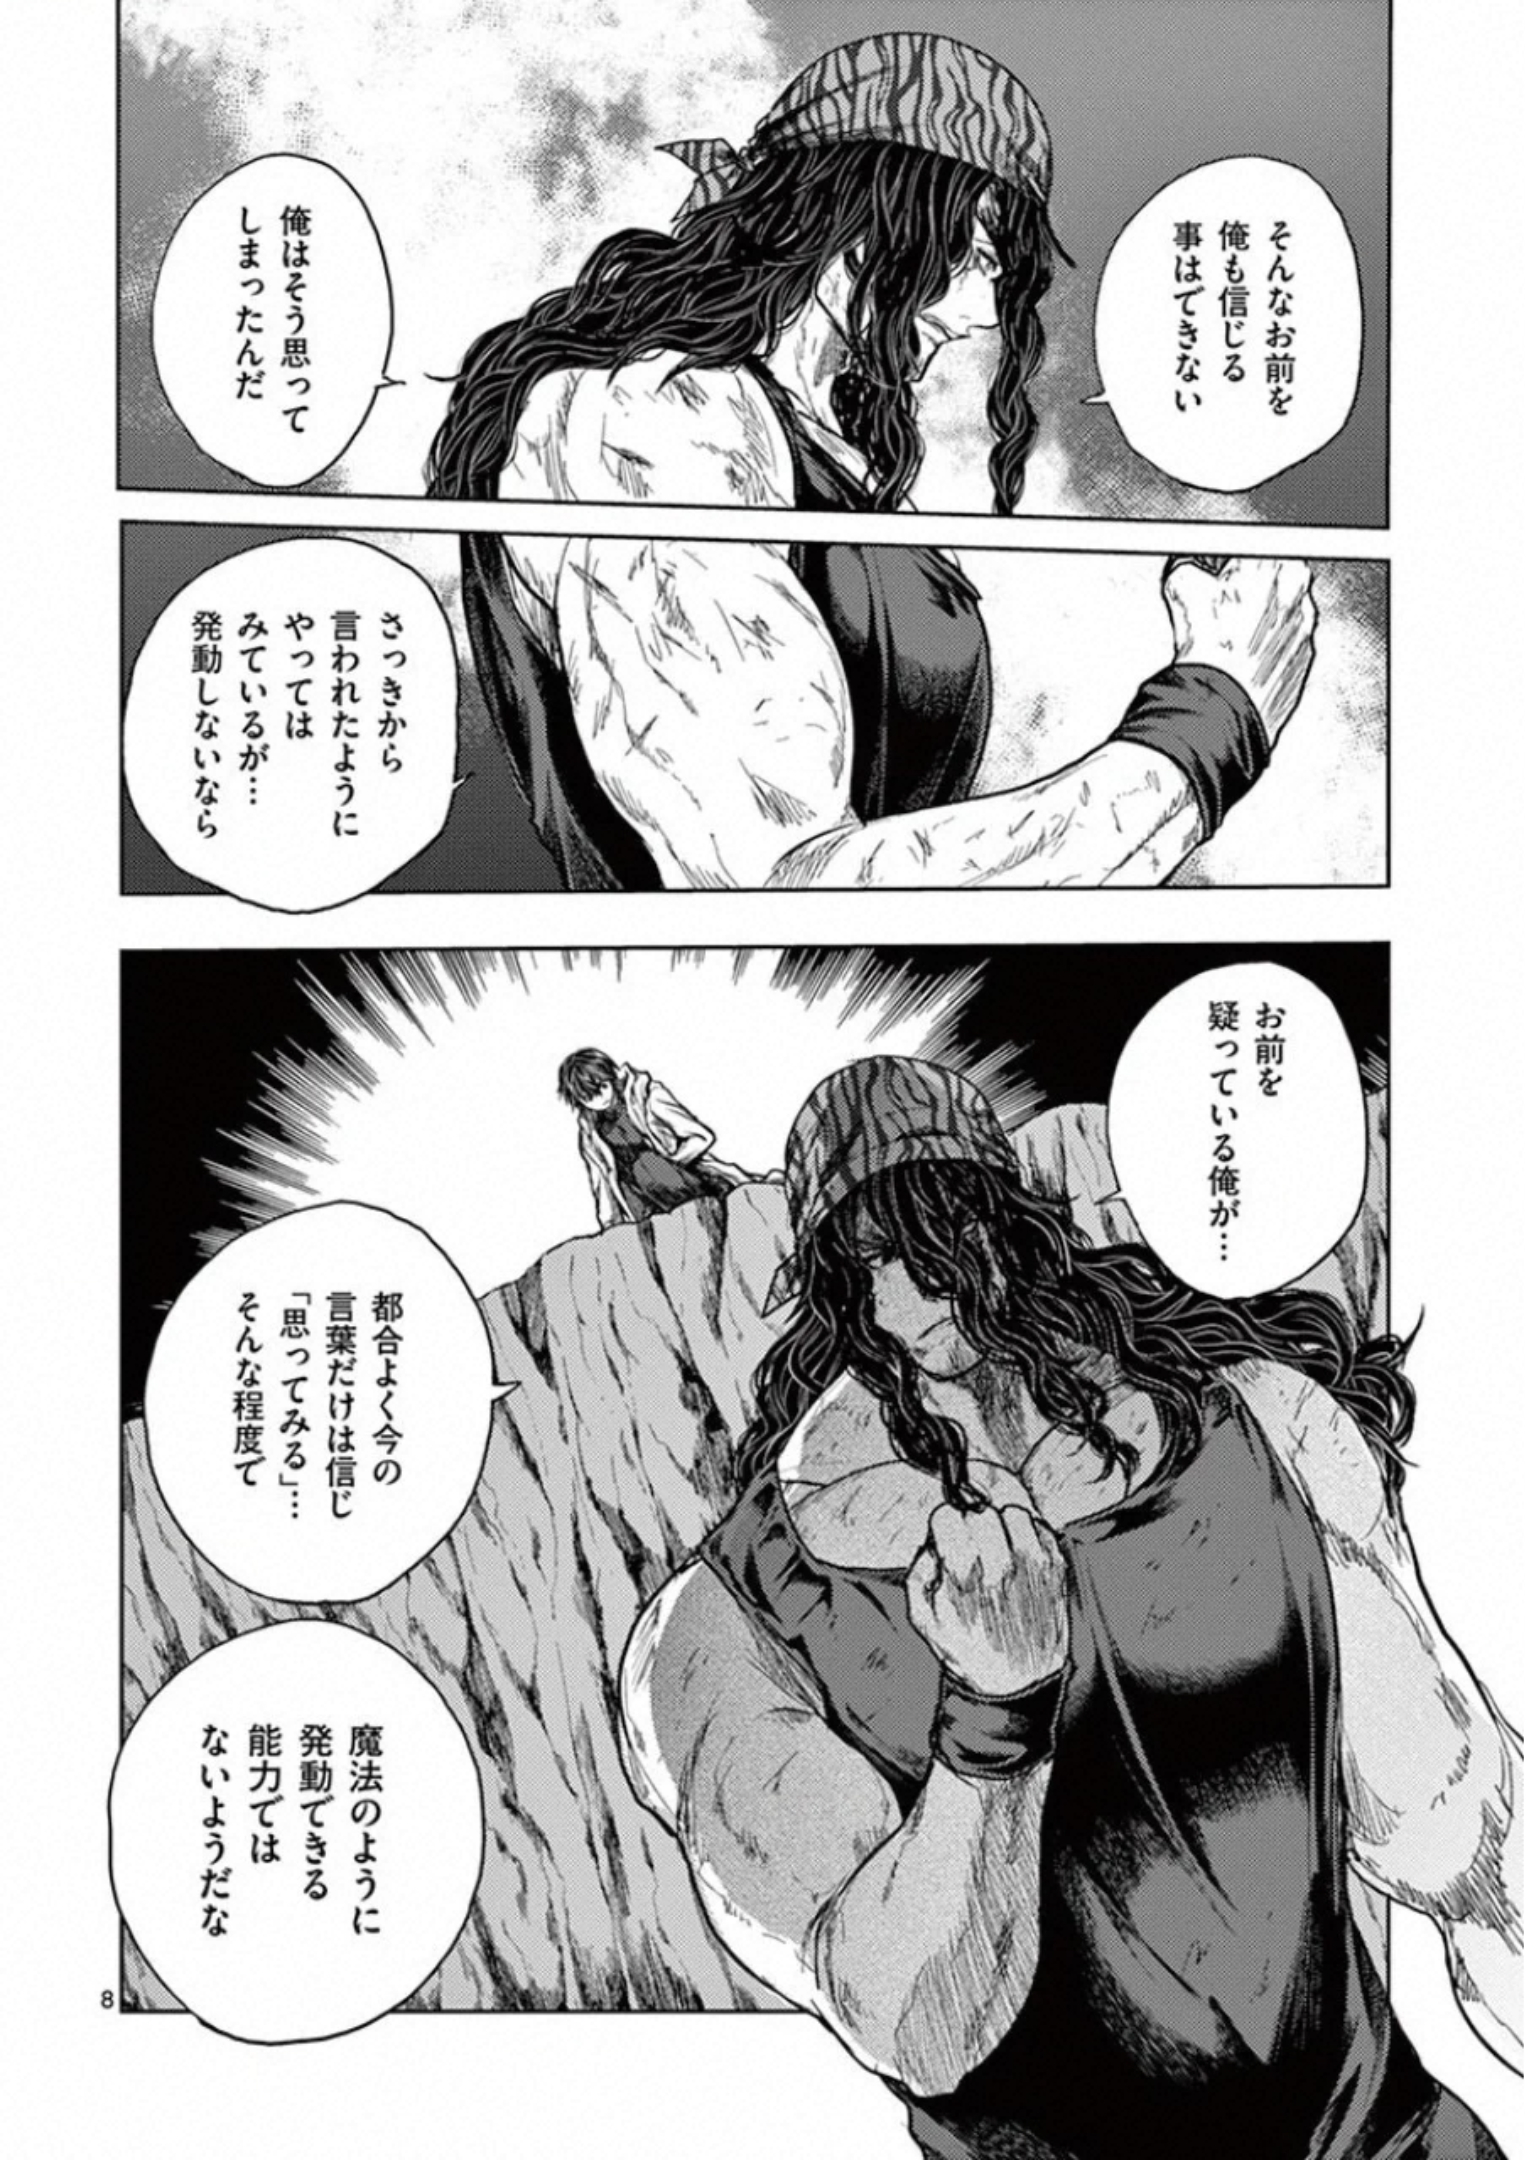 そんなお前を
俺も信じる
事はできない
俺はそう思って
しまったんだ
さっきから
言われたように
やっては
みているが…
発動しないなら
お前を
疑っている俺が…
都合よく今の
言葉だけは信じ
「思ってみる」…
そんな程度で
魔法のように
発動できる
能力では
ないようだな
8